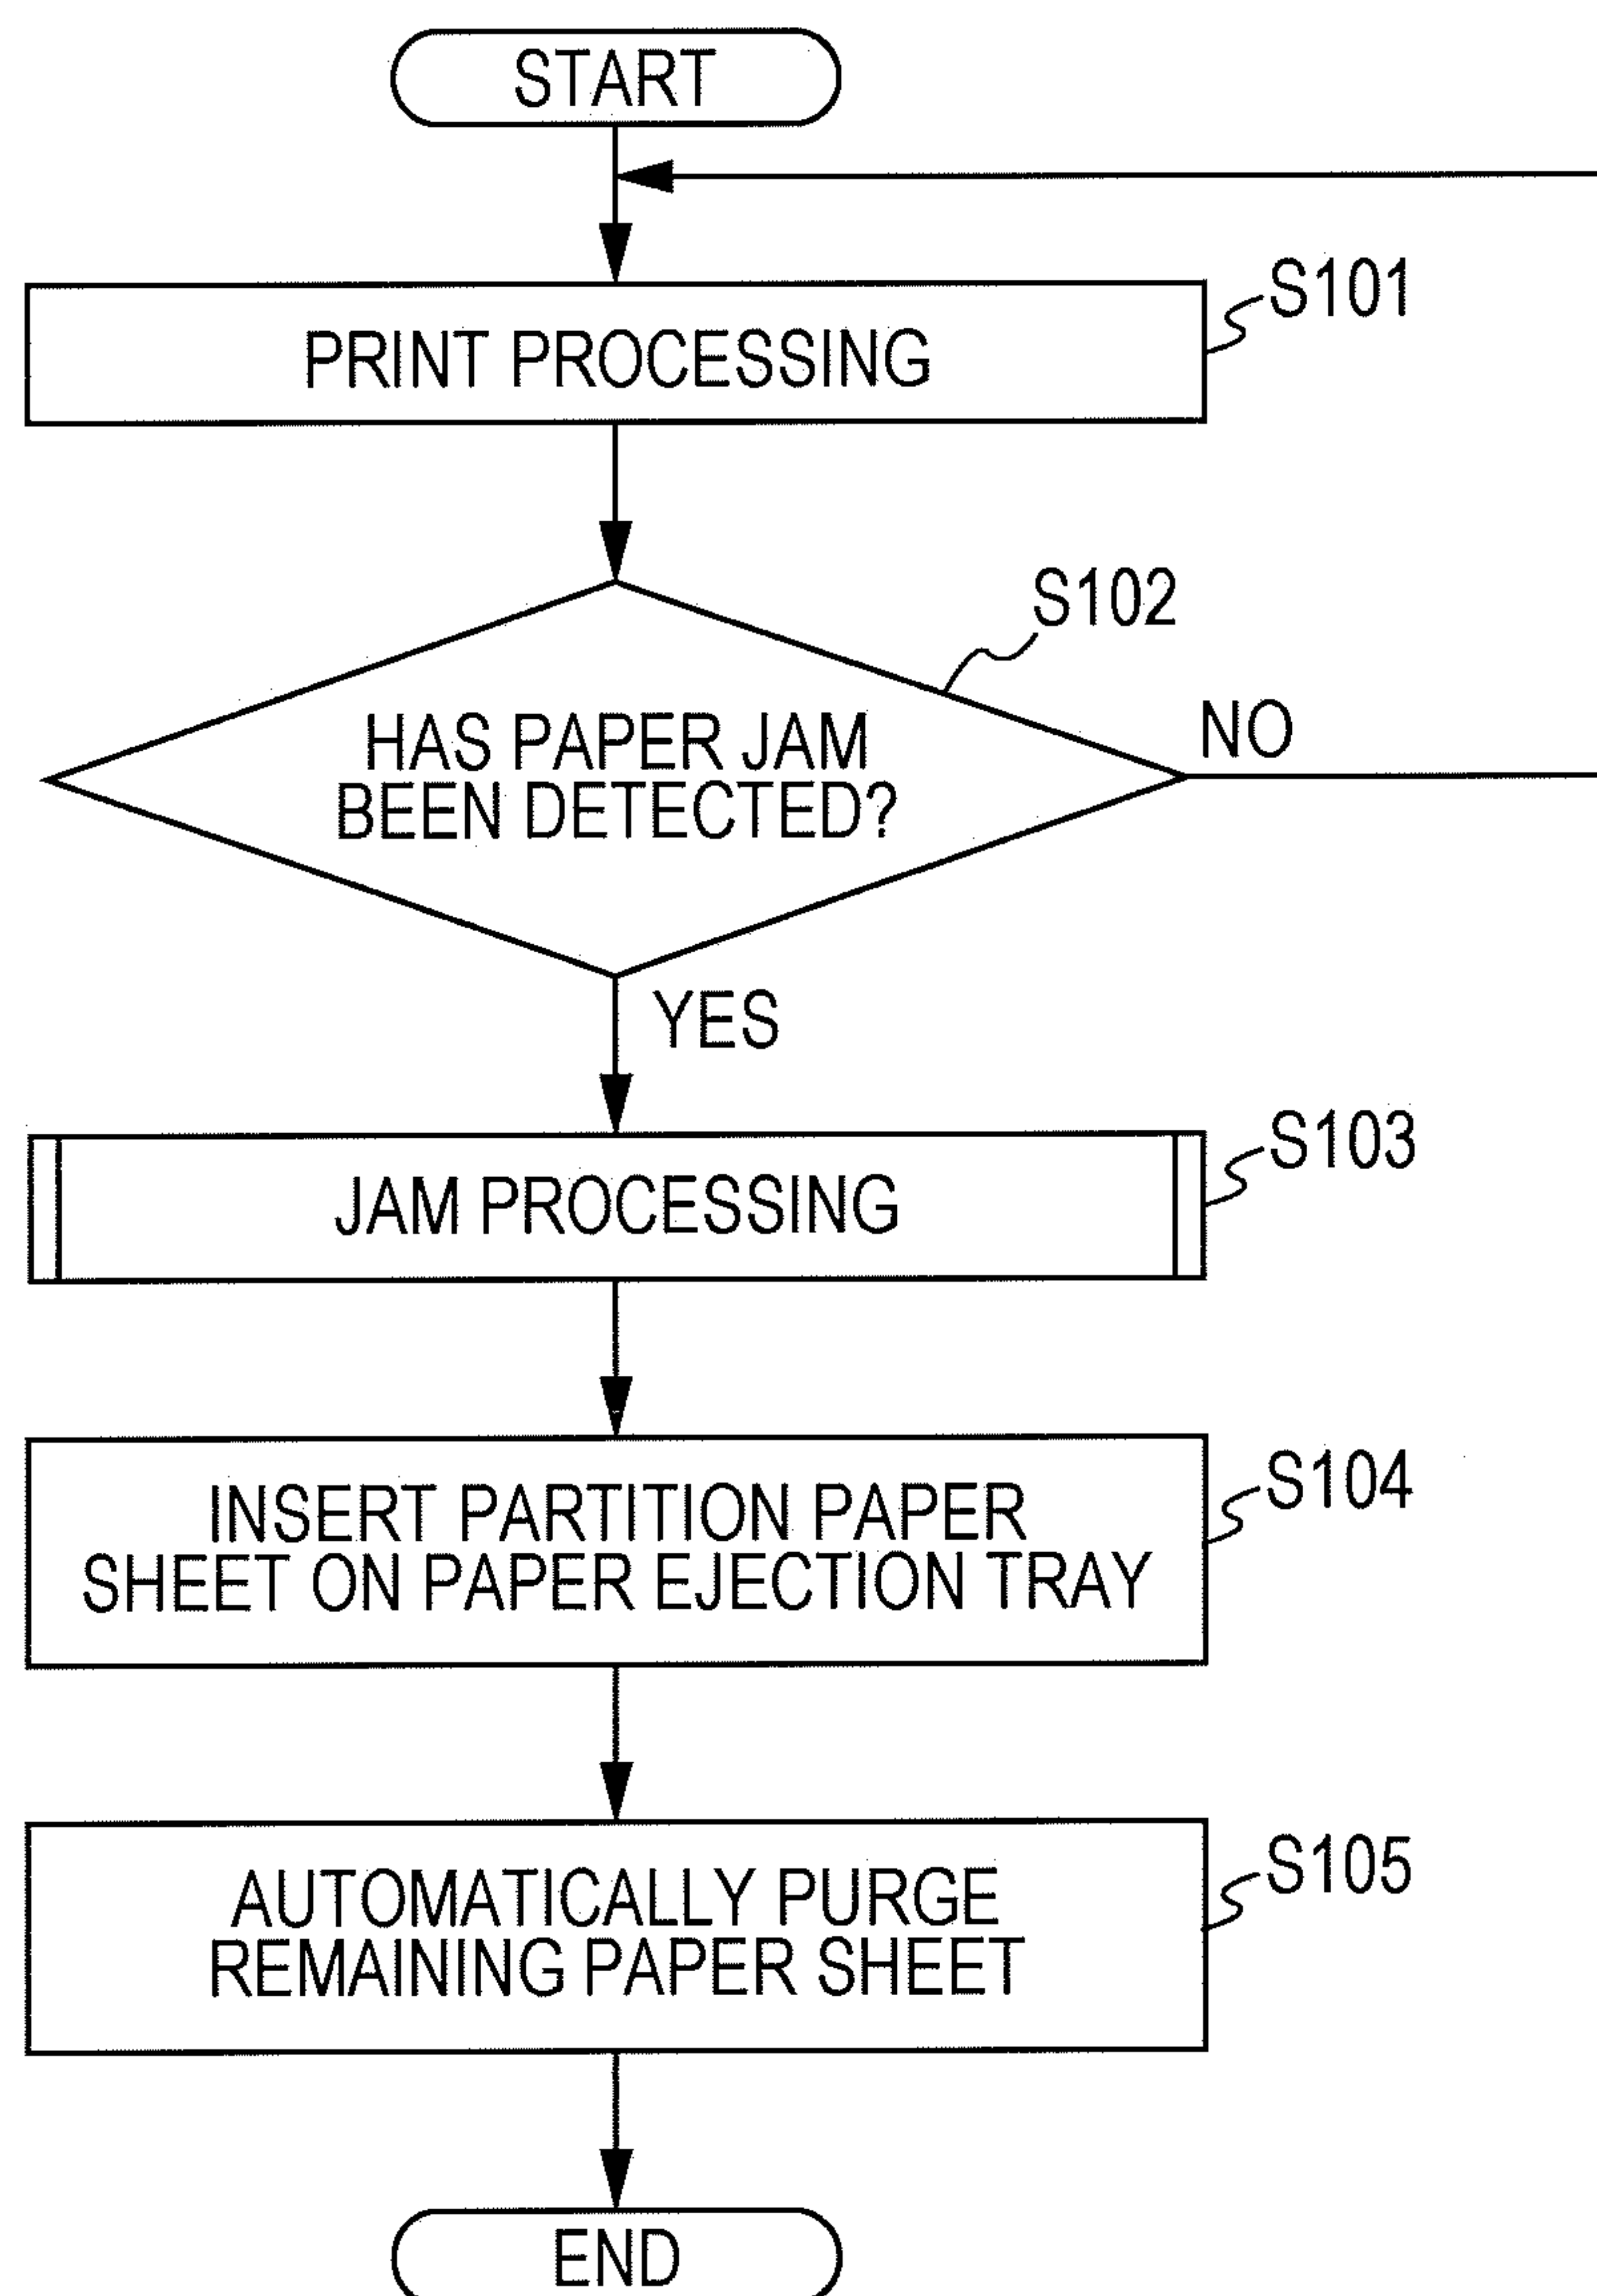 START
S101
PRINT PROCESSING
S102
HAS PAPER JAM
BEEN DETECTED?
NO
YES
S103
JAM PROCESSING
S104
INSERT PARTITION PAPER
SHEET ON PAPER EJECTION TRAY
S105
AUTOMATICALLY PURGE
REMAINING PAPER SHEET
END